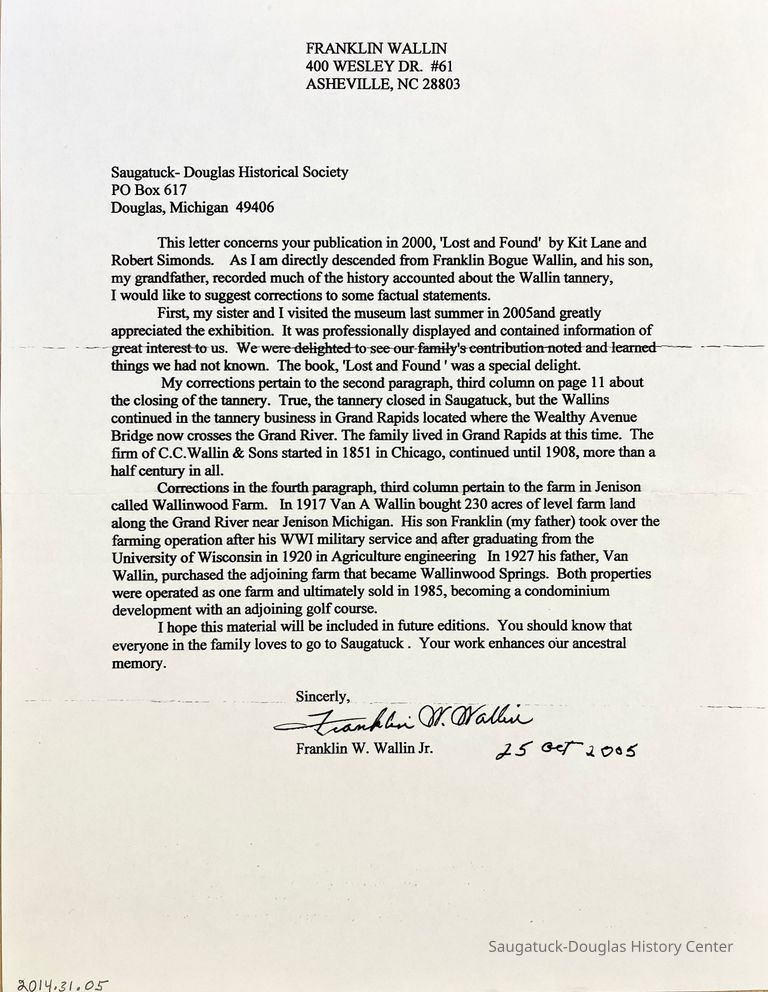 FRANKLIN WALLIN
400 WESLEY DR. #61
ASHEVILLE, NC 28803
Saugatuck- Douglas Historical Society
PO Box 617
Douglas, Michigan 49406
This letter concerns your publication in 2000, 'Lost and Found' by Kit Lane and
Robert Simonds. As I am directly descended from Franklin Bogue Wallin, and his son,
my grandfather, recorded much of the history accounted about the Wallin tannery,
I would like to suggest corrections to some factual statements.
First, my sister and I visited the museum last summer in 2005and greatly
appreciated the exhibition. It was professionally displayed and contained information of
great interest to us. We were delighted to see our family's contribution noted and learned
things we had not known. The book, 'Lost and Found ' was a special delight.
My corrections pertain to the second paragraph, third column on page 11 about
the closing of the tannery. True, the tannery closed in Saugatuck, but the Wallins
continued in the tannery business in Grand Rapids located where the Wealthy Avenue
Bridge now crosses the Grand River. The family lived in Grand Rapids at this time. The
firm of C.C.Wallin & Sons started in 1851 in Chicago, continued until 1908, more than a
half century in all.
Corrections in the fourth paragraph, third column pertain to the farm in Jenison
called Wallinwood Farm. In 1917 Van A Wallin bought 230 acres of level farm land
along the Grand River near Jenison Michigan. His son Franklin (my father) took over the
farming operation after his WWI military service and after graduating from the
University of Wisconsin in 1920 in Agriculture engineering In 1927 his father, Van
Wallin, purchased the adjoining farm that became Wallinwood Springs. Both properties
were operated as one farm and ultimately sold in 1985, becoming a condominium
development with an adjoining golf course.
I hope this material will be included in future editions. You should know that
everyone in the family loves to go to Saugatuck . Your work enhances our ancestral
memory.
Sincerely,
Franklin W. Wallin
Franklin W. Wallin Jr. 25 Oct 2005
Saugatuck-Douglas History Center
2014.31.05